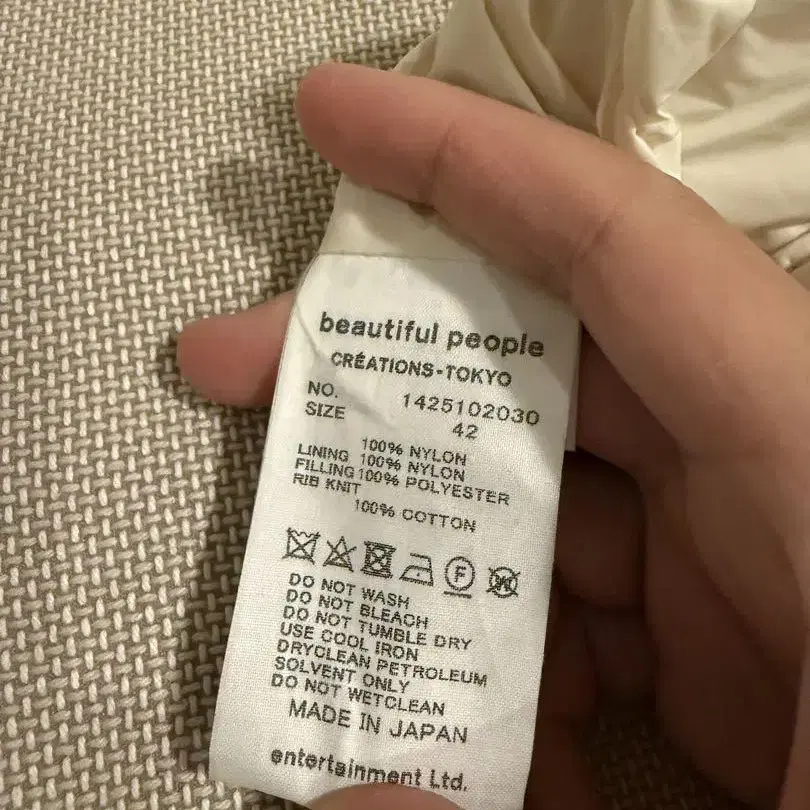 beautiful people
CRÉATIONS-TOKYO
NO. 1425102030
SIZE 42
100% NYLON
LINING 100% NYLON
FILLING 100% POLYESTER
RIB KNIT
100% COTTON
F
W
DO NOT WASH
DO NOT BLEACH
DO NOT TUMBLE DRY
USE COOL IRON
DRYCLEAN PETROLEUM
SOLVENT ONLY
DO NOT WETCLEAN
MADE IN JAPAN
entertainment Ltd.